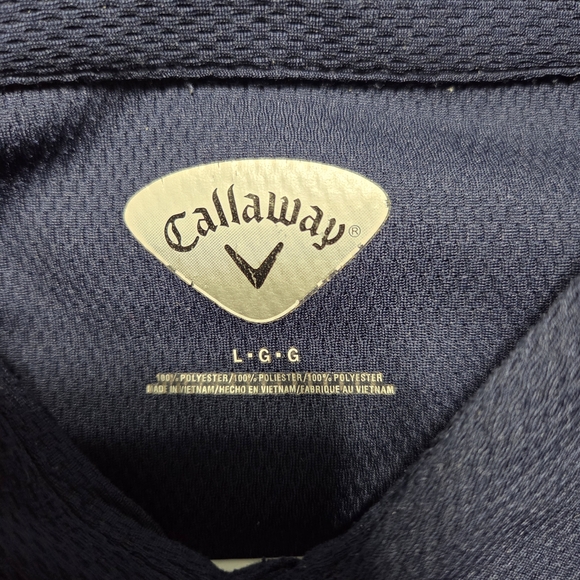 Callaway®
L•G•G
100% POLYESTER/100% POLIESTER/100% POLYESTER
MADE IN VIETNAM/HECHO EN VIETNAM/FABRIQUE AU VIETNAM